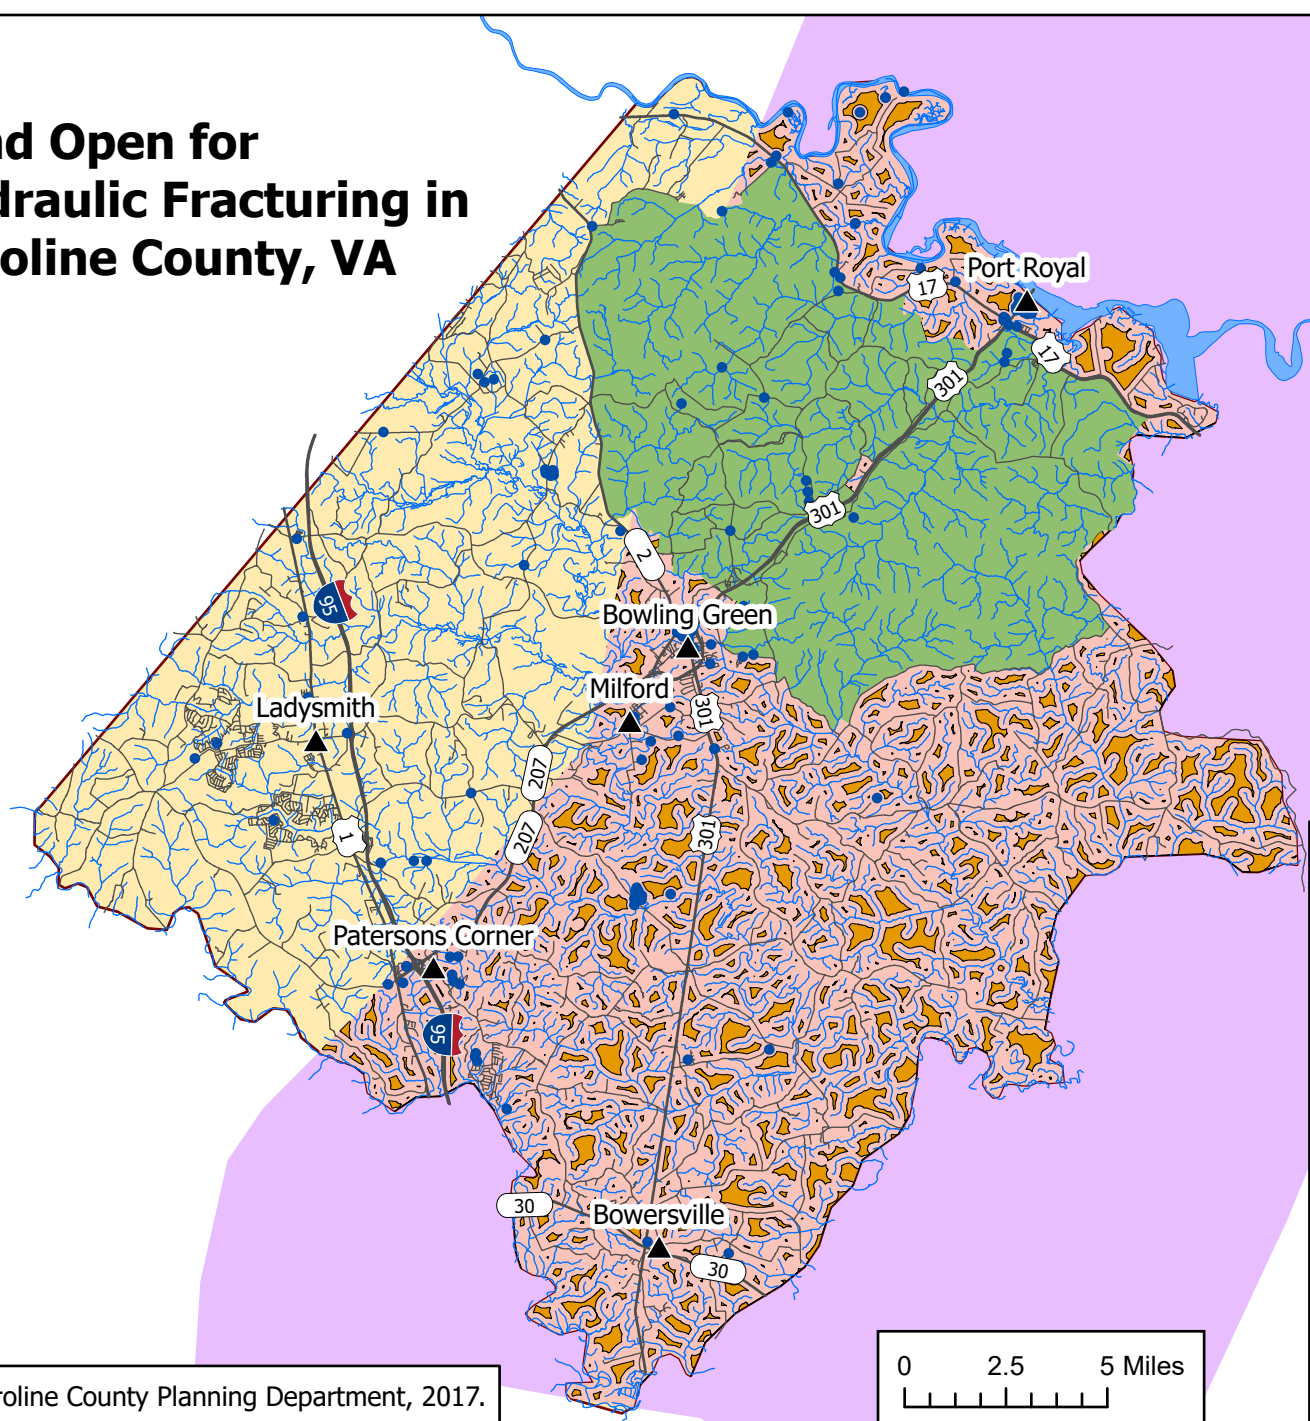 d Open for
draulic Fracturing in
oline County, VA
Port Royal
17
17
301
301
2
95
Bowling Green
Milford
301
Ladysmith
207
1
207
301
Patersons Corner
95
30
Bowersville
30
0 2.5 5 Miles
roline County Planning Department, 2017.